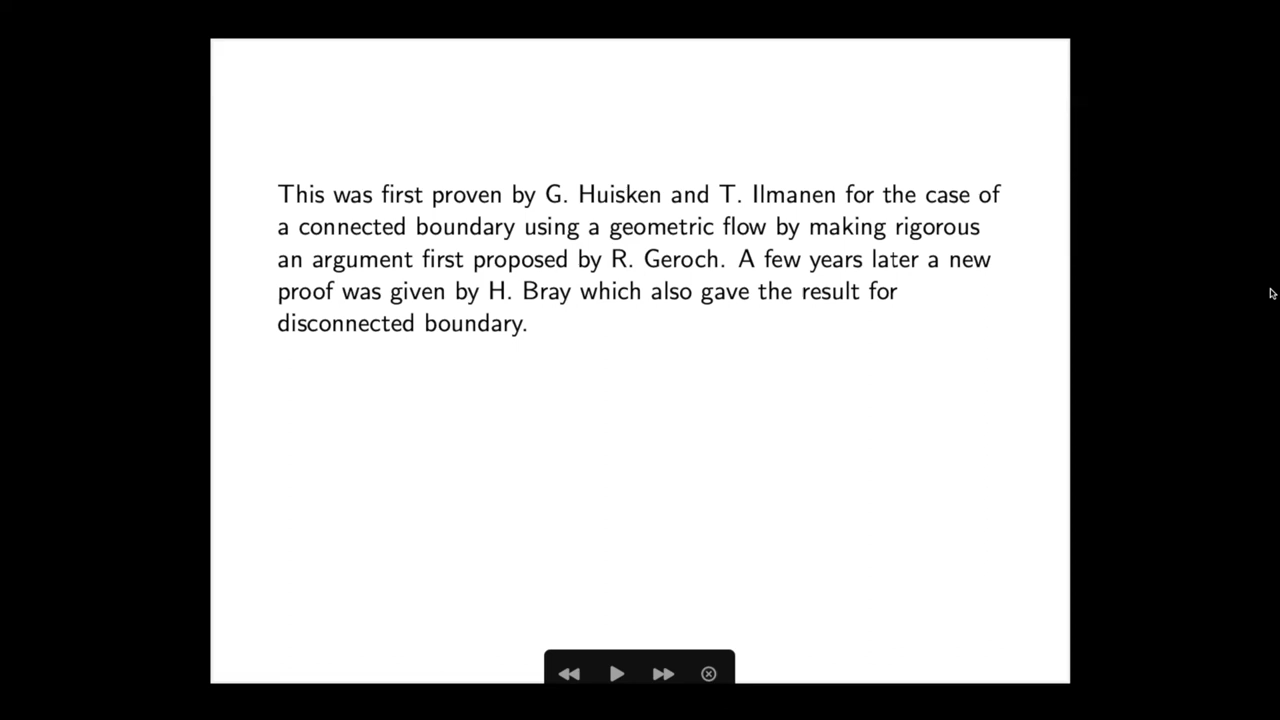 This was first proven by G. Huisken and T. Ilmanen for the case of
a connected boundary using a geometric flow by making rigorous
an argument first proposed by R. Geroch. A few years later a new
proof was given by H. Bray which also gave the result for
disconnected boundary.